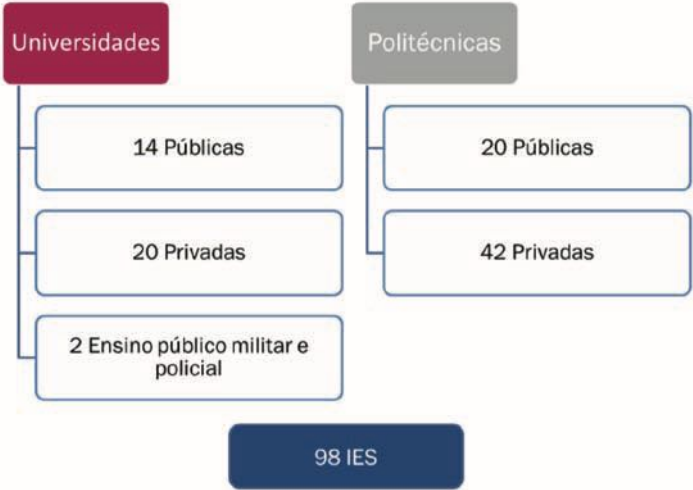 Universidades
14 Públicas
20 Privadas
2 Ensino público militar e
policial
Politécnicas
20 Públicas
42 Privadas
98 IES